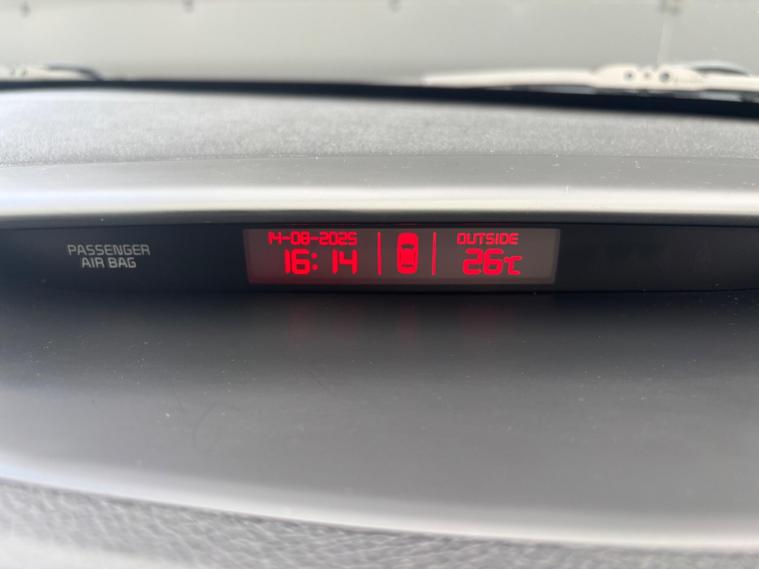 PASSENGER
AIR BAG
14-08-2025
16:14
OUTSIDE
26℃